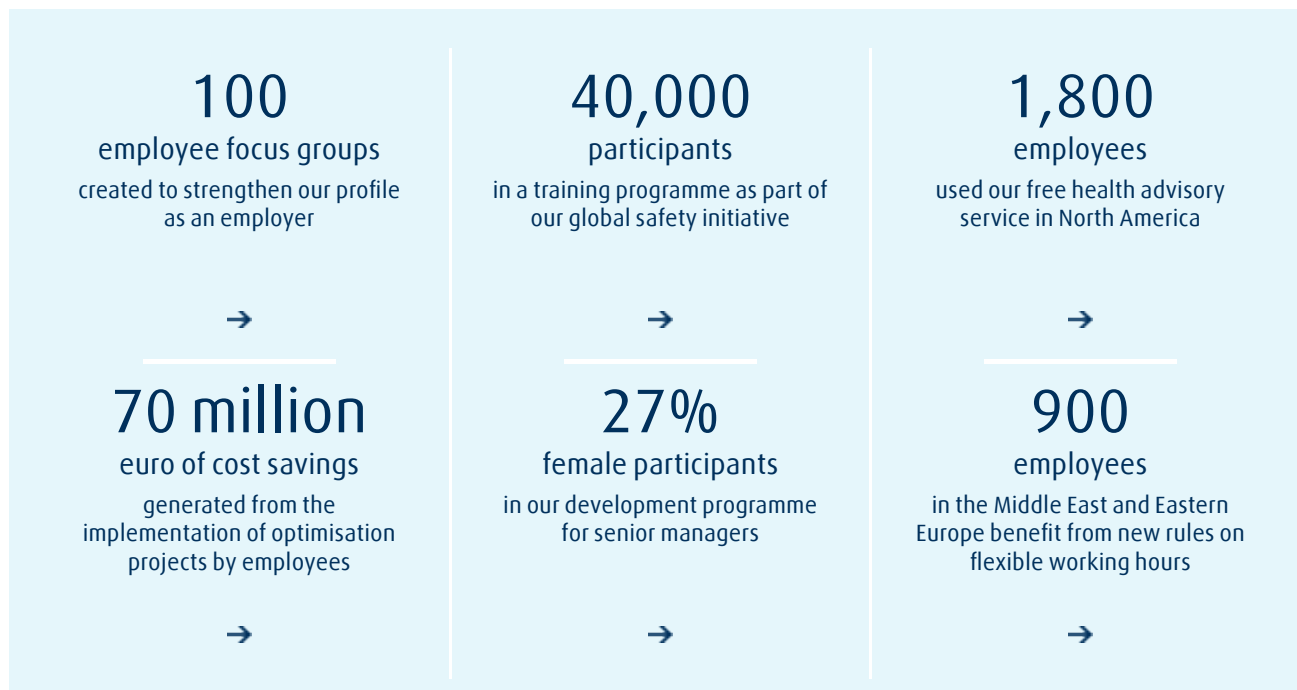 100
employee focus groups
created to strengthen our profile
as an employer
→
40,000
participants
in a training programme as part of
our global safety initiative
→
1,800
employees
used our free health advisory
service in North America
→
70 million
euro of cost savings
generated from the
implementation of optimisation
projects by employees
→
27%
female participants
in our development programme
for senior managers
→
900
employees
in the Middle East and Eastern
Europe benefit from new rules on
flexible working hours
→